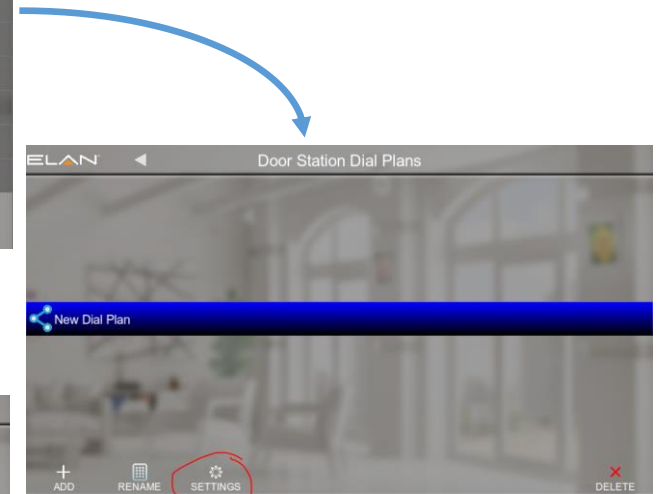 ELAN
Door Station Dial Plans
New Dial Plan
ADD
RENAME
SETTINGS
DELETE